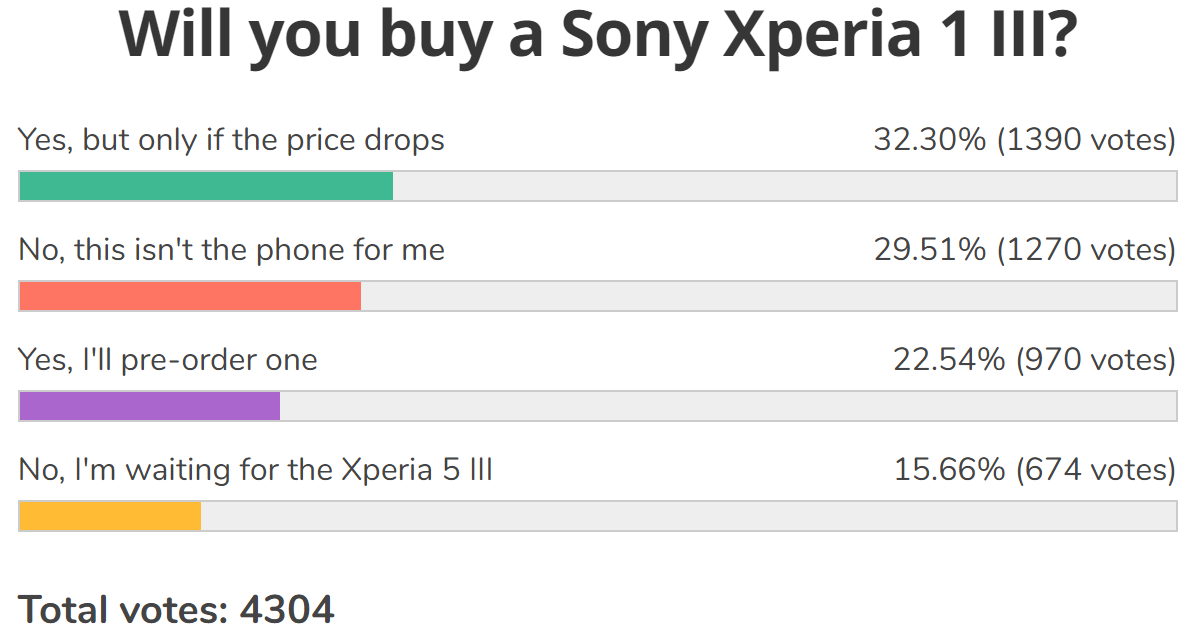 Will you buy a Sony Xperia 1 III?
Yes, but only if the price drops 32.30% (1390 votes)
No, this isn't the phone for me 29.51% (1270 votes)
Yes, I'll pre-order one 22.54% (970 votes)
No, I'm waiting for the Xperia 5 III 15.66% (674 votes)
Total votes: 4304